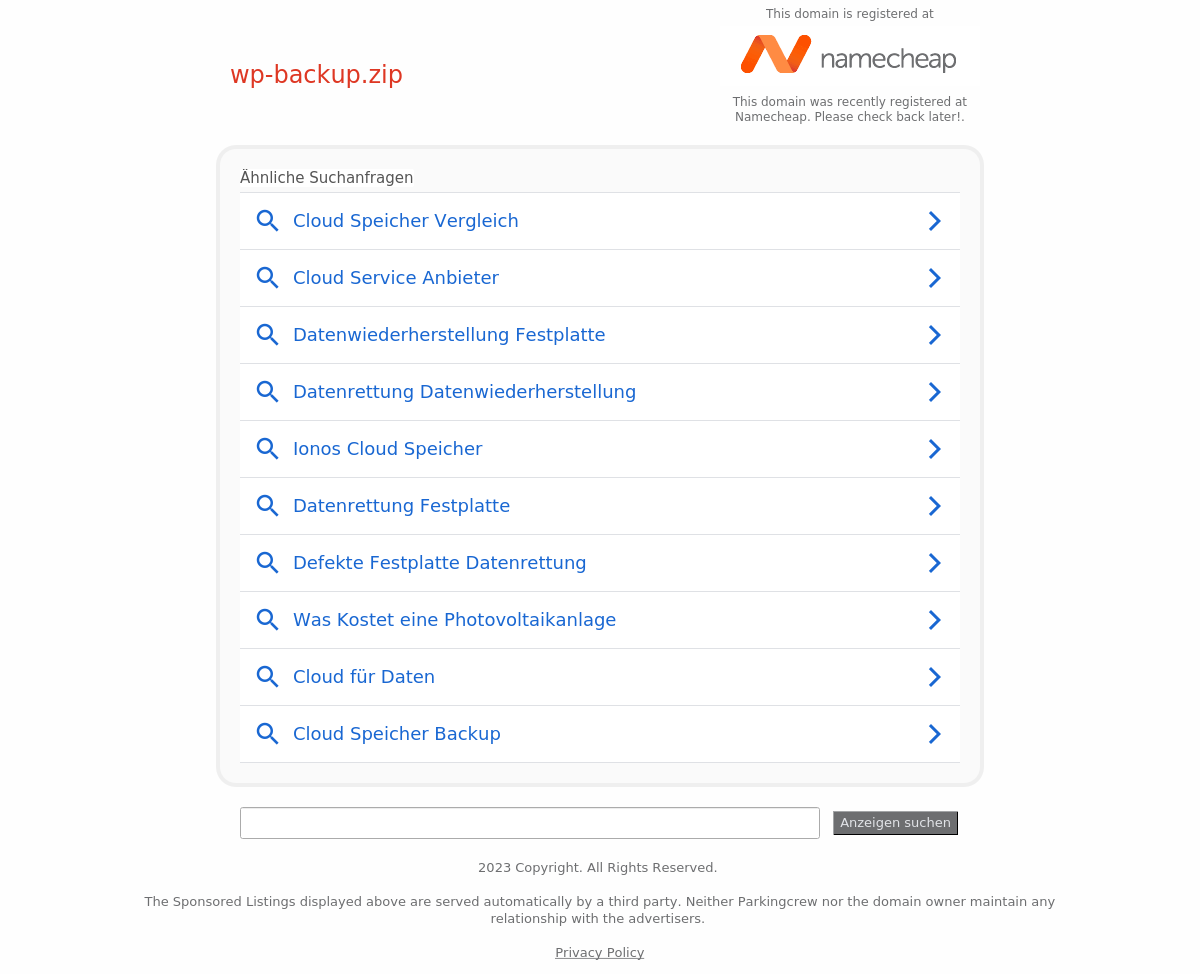 This domain is registered at
namecheap
wp-backup.zip
This domain was recently registered at
Namecheap. Please check back later!.
Ähnliche Suchanfragen
Cloud Speicher Vergleich
Cloud Service Anbieter
Datenwiederherstellung Festplatte
Datenrettung Datenwiederherstellung
Ionos Cloud Speicher
Datenrettung Festplatte
Defekte Festplatte Datenrettung
Was Kostet eine Photovoltaikanlage
Cloud für Daten
Cloud Speicher Backup
Anzeigen suchen
2023 Copyright. All Rights Reserved.
The Sponsored Listings displayed above are served automatically by a third party. Neither Parkingcrew nor the domain owner maintain any
relationship with the advertisers.
Privacy Policy